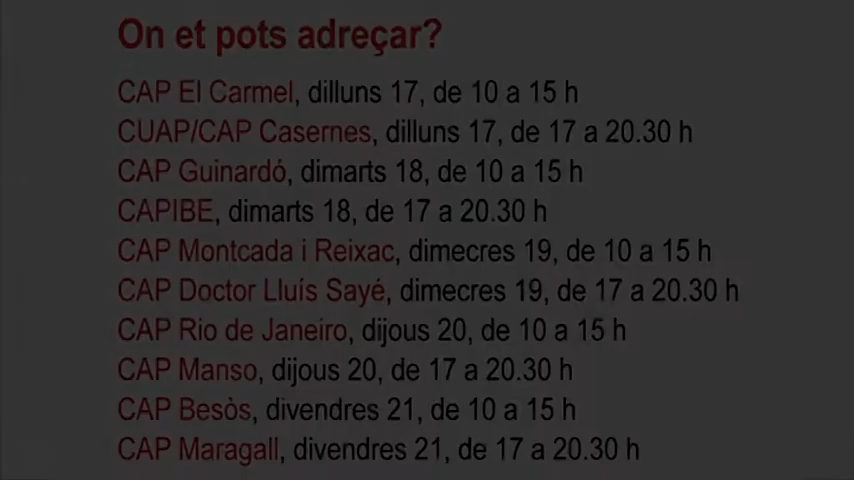 On et pots adreçar?
CAP El Carmel, dilluns 17, de 10 a 15 h
CUAP/CAP Casernes, dilluns 17, de 17 a 20.30 h
CAP Guinardó, dimarts 18, de 10 a 15 h
CAPIBE, dimarts 18, de 17 a 20.30 h
CAP Montcada i Reixac, dimecres 19, de 10 a 15 h
CAP Doctor Lluís Sayé, dimecres 19, de 17 a 20.30 h
CAP Rio de Janeiro, dijous 20, de 10 a 15 h
CAP Manso, dijous 20, de 17 a 20.30 h
CAP Besòs, divendres 21, de 10 a 15 h
CAP Maragall, divendres 21, de 17 a 20.30 h